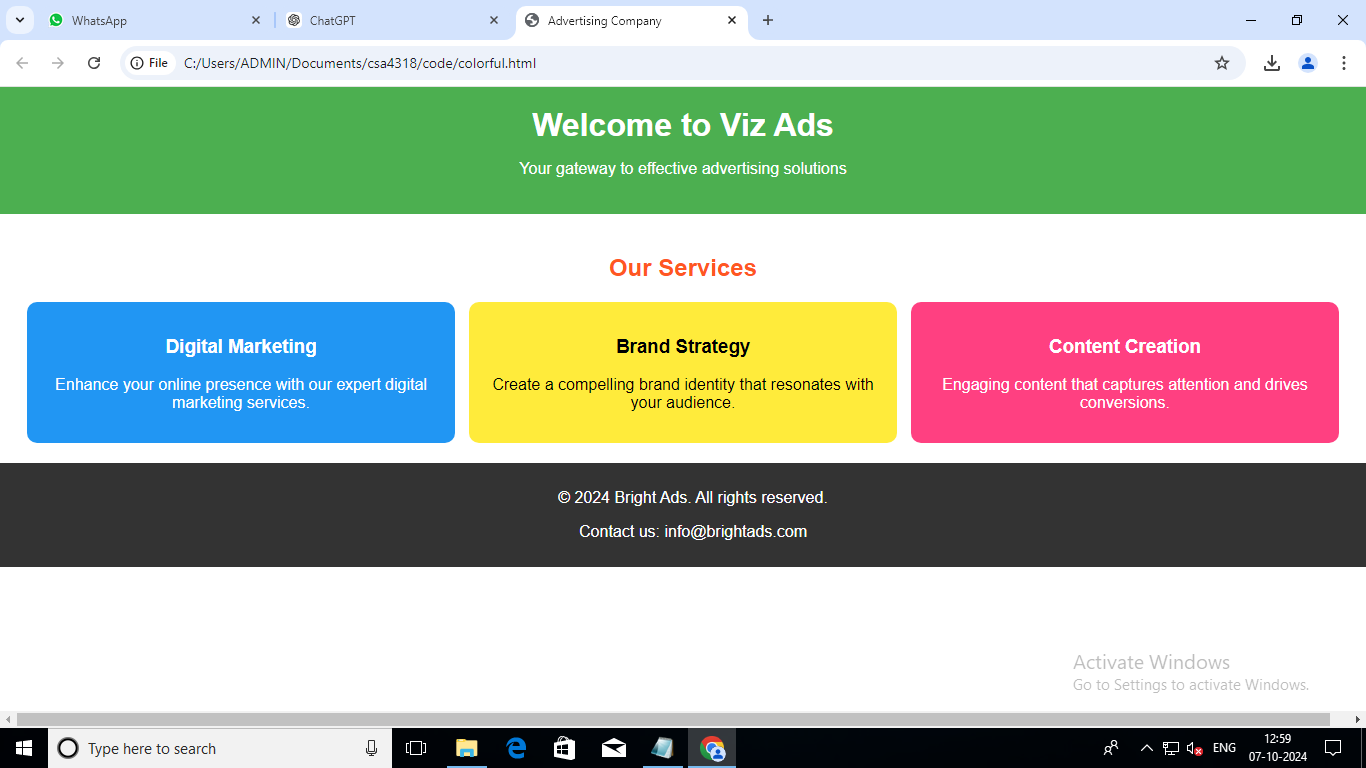 WhatsApp
ChatGPT
Advertising Company
File
C:/Users/ADMIN/Documents/csa4318/code/colorful.html
Welcome to Viz Ads
Your gateway to effective advertising solutions
Our Services
Digital Marketing
Enhance your online presence with our expert digital
marketing services.
Brand Strategy
Create a compelling brand identity that resonates with
your audience.
Content Creation
Engaging content that captures attention and drives
conversions.
© 2024 Bright Ads. All rights reserved.
Contact us: info@brightads.com
Activate Windows
Go to Settings to activate Windows.
Type here to search
ENG
12:59
07-10-2024